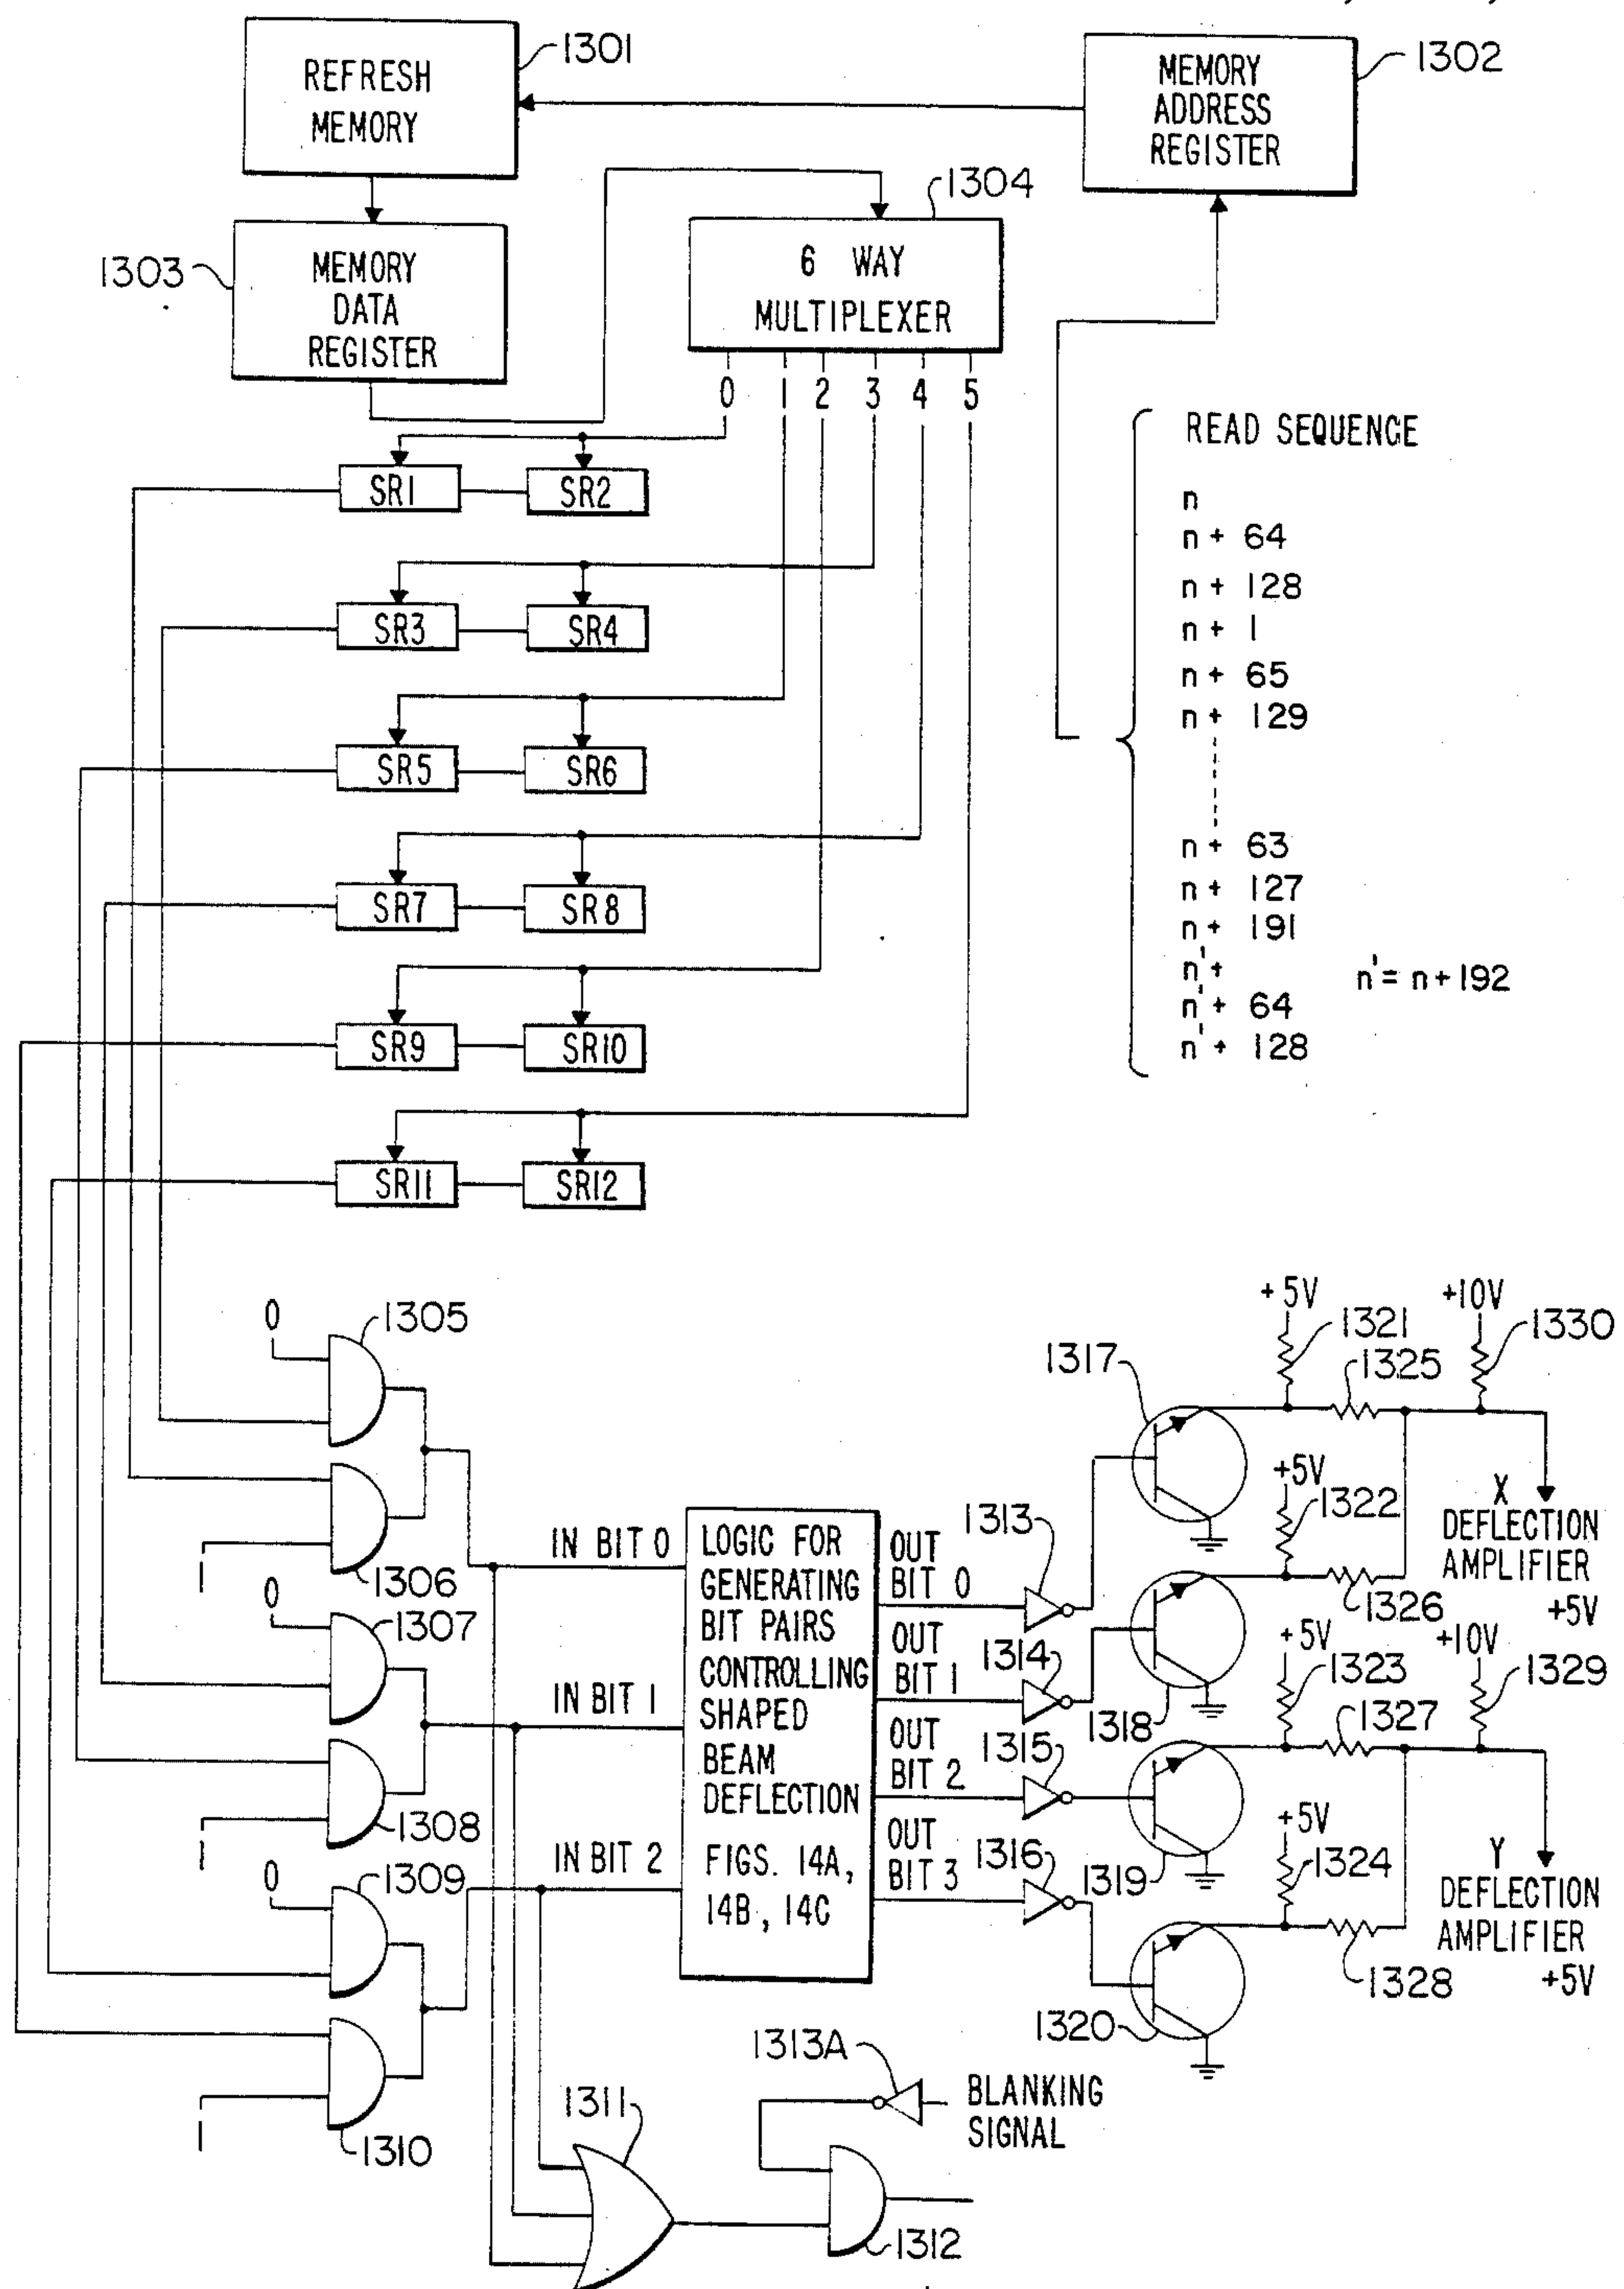 1301
REFRESH
MEMORY
1302
MEMORY
ADDRESS
REGISTER
1303
MEMORY
DATA
REGISTER
1304
6 WAY
MULTIPLEXER
0 1 2 3 4 5
SR1 SR2
SR3 SR4
SR5 SR6
SR7 SR8
SR9 SR10
SR11 SR12
READ SEQUENCE
n
n + 64
n + 128
n + 1
n + 65
n + 129
n + 63
n + 127
n + 191
n' +
n' = n + 192
n' + 64
n' + 128
0
1305
1306
1
0
1307
1308
1
0
1309
1310
1
IN BIT 0
IN BIT 1
IN BIT 2
LOGIC FOR
GENERATING
BIT PAIRS
CONTROLLING
SHAPED
BEAM
DEFLECTION
FIGS. 14A,
14B, 14C
OUT
BIT 0
OUT
BIT 1
OUT
BIT 2
OUT
BIT 3
1313
1314
1315
1316
1317
1318
1319
1320
+5V
1321
1325
+10V
1330
+5V
1322
1326
X
DEFLECTION
AMPLIFIER
+5V
+5V
1323
1327
+10V
1329
+5V
1324
1328
Y
DEFLECTION
AMPLIFIER
+5V
1311
1313A
BLANKING
SIGNAL
1312